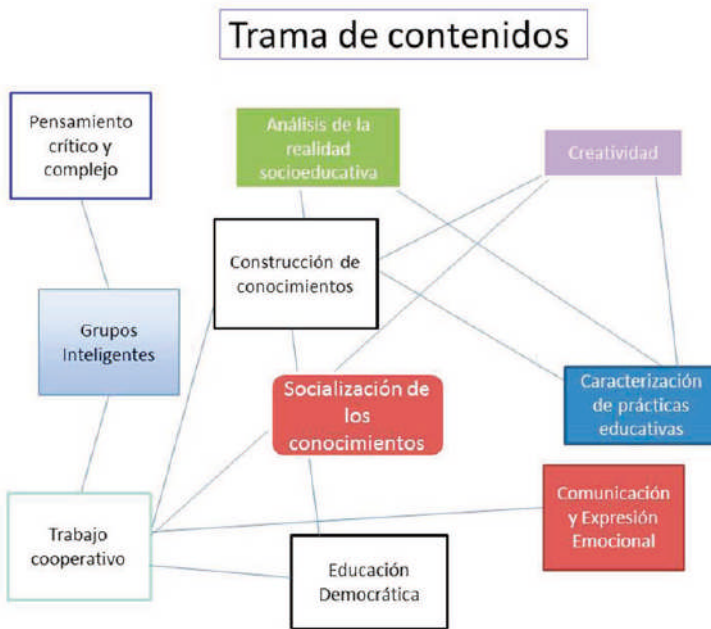 Trama de contenidos
Pensamiento
crítico y
complejo
Análisis de la
realidad
socioeducativa
Creatividad
Construcción de
conocimientos
Grupos
Inteligentes
Socialización de
los
conocimientos
Caracterización
de prácticas
educativas
Trabajo
cooperativo
Comunicación
y Expresión
Emocional
Educación
Democrática